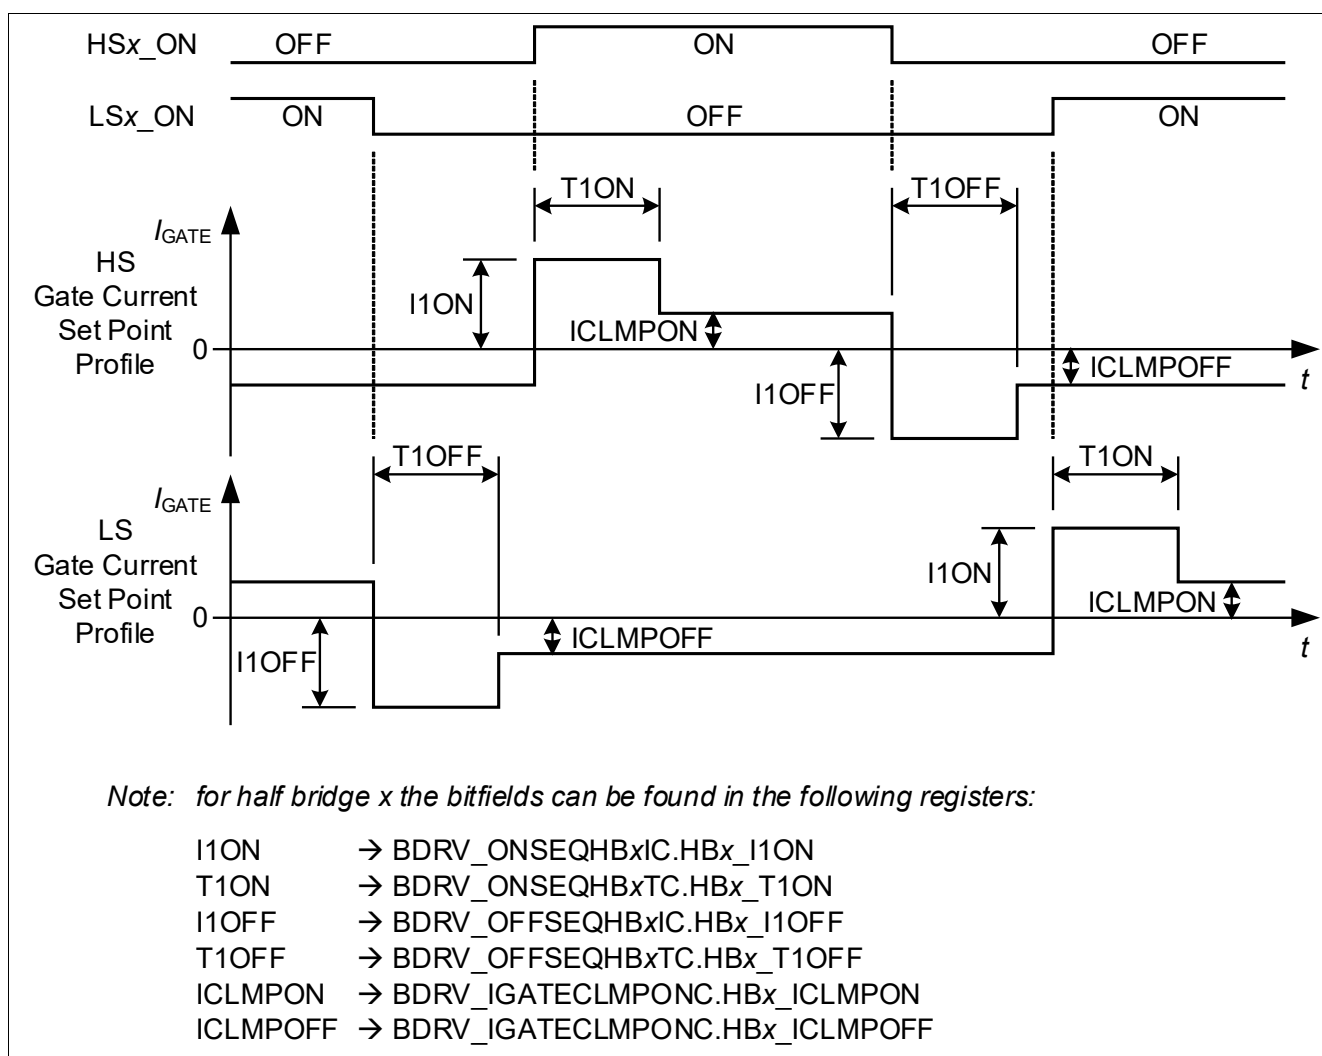 HSx_ON OFF ON OFF
LSx_ON ON OFF ON
T1ON T1OFF
IGATE
HS
Gate Current
Set Point
Profile
I1ON
ICLMPON
0
I1OFF
ICLMPOFF
t
T1OFF T1ON
IGATE
LS
Gate Current
Set Point
Profile
I1ON
ICLMPON
0
ICLMPOFF
I1OFF
t
Note: for half bridge x the bitfields can be found in the following registers:
I1ON → BDRV_ONSEQHBxIC.HBx_I1ON
T1ON → BDRV_ONSEQHBxTC.HBx_T1ON
I1OFF → BDRV_OFFSEQHBxIC.HBx_I1OFF
T1OFF → BDRV_OFFSEQHBxTC.HBx_T1OFF
ICLMPON → BDRV_IGATECLMPONC.HBx_ICLMPON
ICLMPOFF → BDRV_IGATECLMPONC.HBx_ICLMPOFF